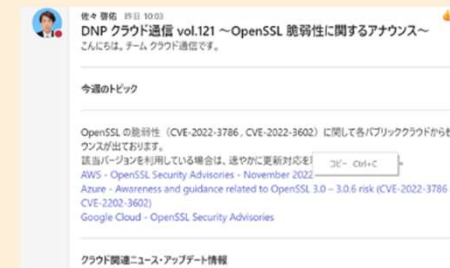 佐々 啓佑 昨日 10:03
DNP クラウド通信 vol.121 ～OpenSSL 脆弱性に関するアナウンス～
こんにちは。チーム クラウド通信です。
今週のトピック
OpenSSL の脆弱性（CVE-2022-3786 , CVE-2022-3602）に関して各パブリッククラウドから
ウンスが出ております。
該当バージョンを利用している場合は、速やかに更新対応を
コピー Ctrl+C
AWS - OpenSSL Security Advisories - November 2022
Azure - Awareness and guidance related to OpenSSL 3.0 – 3.0.6 risk (CVE-2022-3786
CVE-2202-3602)
Google Cloud - OpenSSL Security Advisories
クラウド関連ニュース・アップデート情報